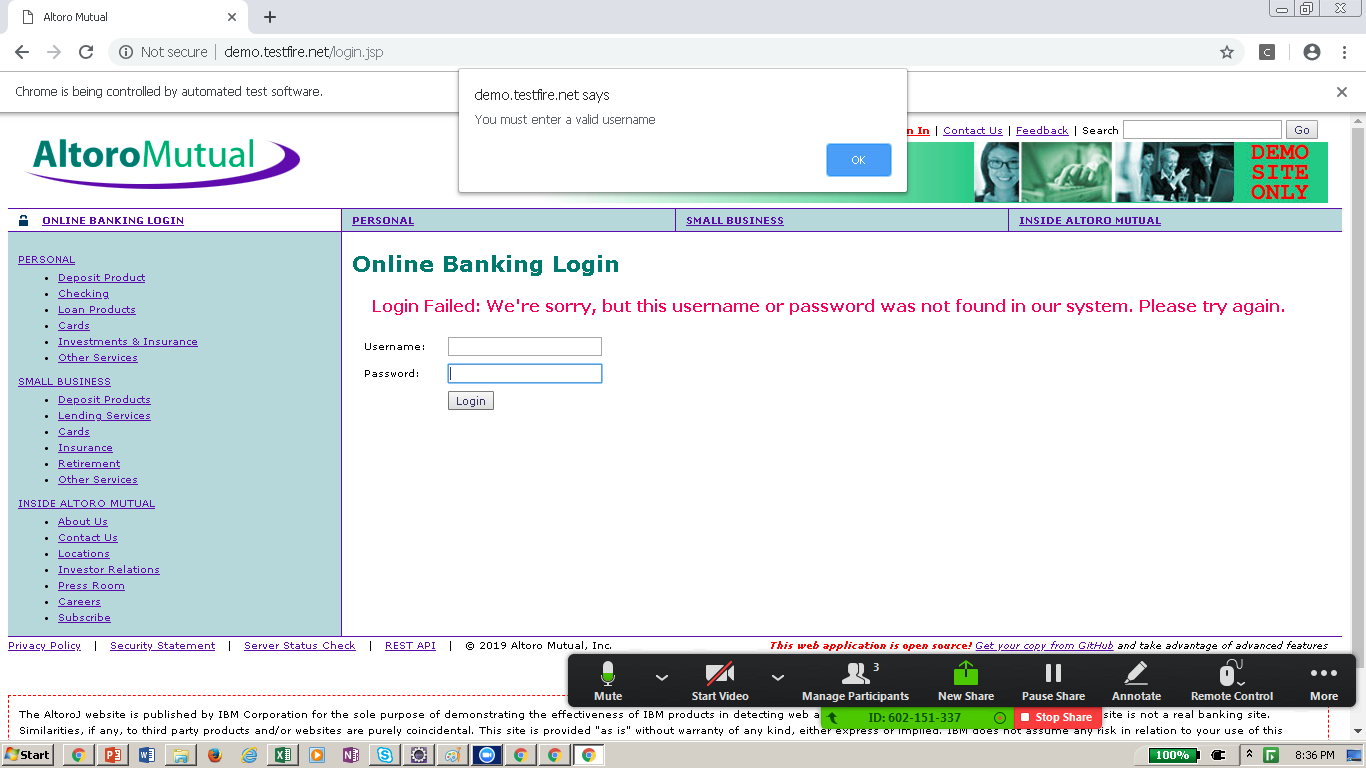 Altoro Mutual
Not secure | demo.testfire.net/login.jsp
C
Chrome is being controlled by automated test software.
demo.testfire.net says
You must enter a valid username
OK
AltoroMutual
In | Contact Us | Feedback | Search
Go
DEMO
SITE
ONLY
ONLINE BANKING LOGIN
PERSONAL
SMALL BUSINESS
INSIDE ALTORO MUTUAL
PERSONAL
Deposit Product
Checking
Loan Products
Cards
Investments & Insurance
Other Services
SMALL BUSINESS
Deposit Products
Lending Services
Cards
Insurance
Retirement
Other Services
INSIDE ALTORO MUTUAL
About Us
Contact Us
Locations
Investor Relations
Press Room
Careers
Subscribe
Online Banking Login
Login Failed: We're sorry, but this username or password was not found in our system. Please try again.
Username:
Password:
Login
Privacy Policy | Security Statement | Server Status Check | REST API | © 2019 Altoro Mutual, Inc.
This web application is open source! Get your copy from GitHub and take advantage of advanced features
Mute
Start Video
3
Manage Participants
New Share
Pause Share
Annotate
Remote Control
More
ID: 602-151-337
Stop Share
The AltoroJ website is published by IBM Corporation for the sole purpose of demonstrating the effectiveness of IBM products in detecting web a site is not a real banking site.
Similarities, if any, to third party products and/or websites are purely coincidental. This site is provided "as is" without warranty of any kind, either express or implied. IBM does not assume any risk in relation to your use of this
Start
100%
8:36 PM